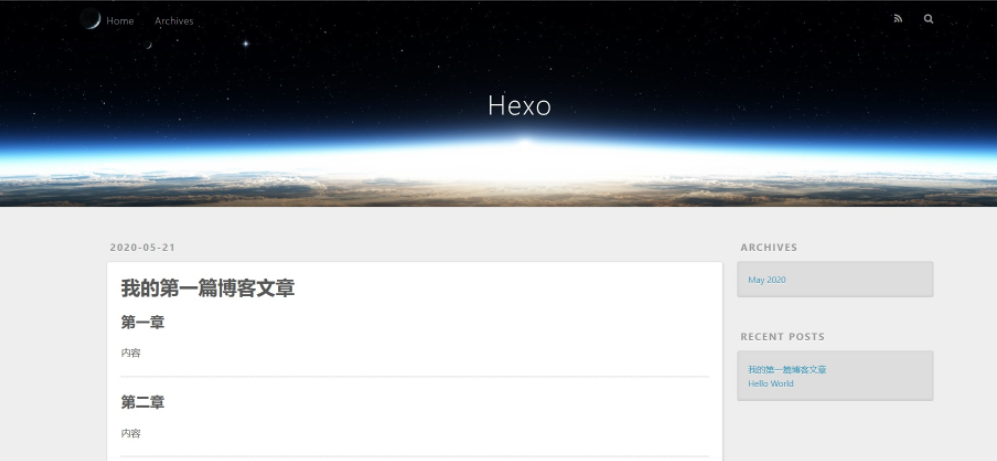 Home Archives
Hexo
2020-05-21
我的第一篇博客文章
第一章
内容
第二章
内容
ARCHIVES
May 2020
RECENT POSTS
我的第一篇博客文章
Hello World